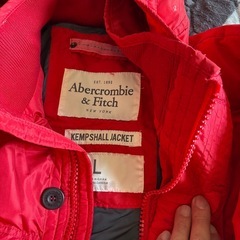 EST. 1892
Abercrombie
& Fitch
NEW YORK
KEMPSHALL JACKET
L